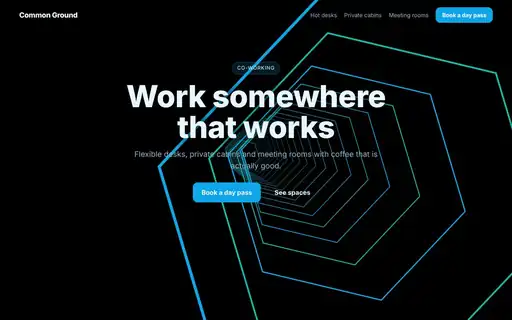 Common Ground
Hot desks Private cabins Meeting rooms Book a day pass
CO-WORKING
Work somewhere
that works
Flexible desks, private cabins and meeting rooms with coffee that is
actually good.
Book a day pass See spaces